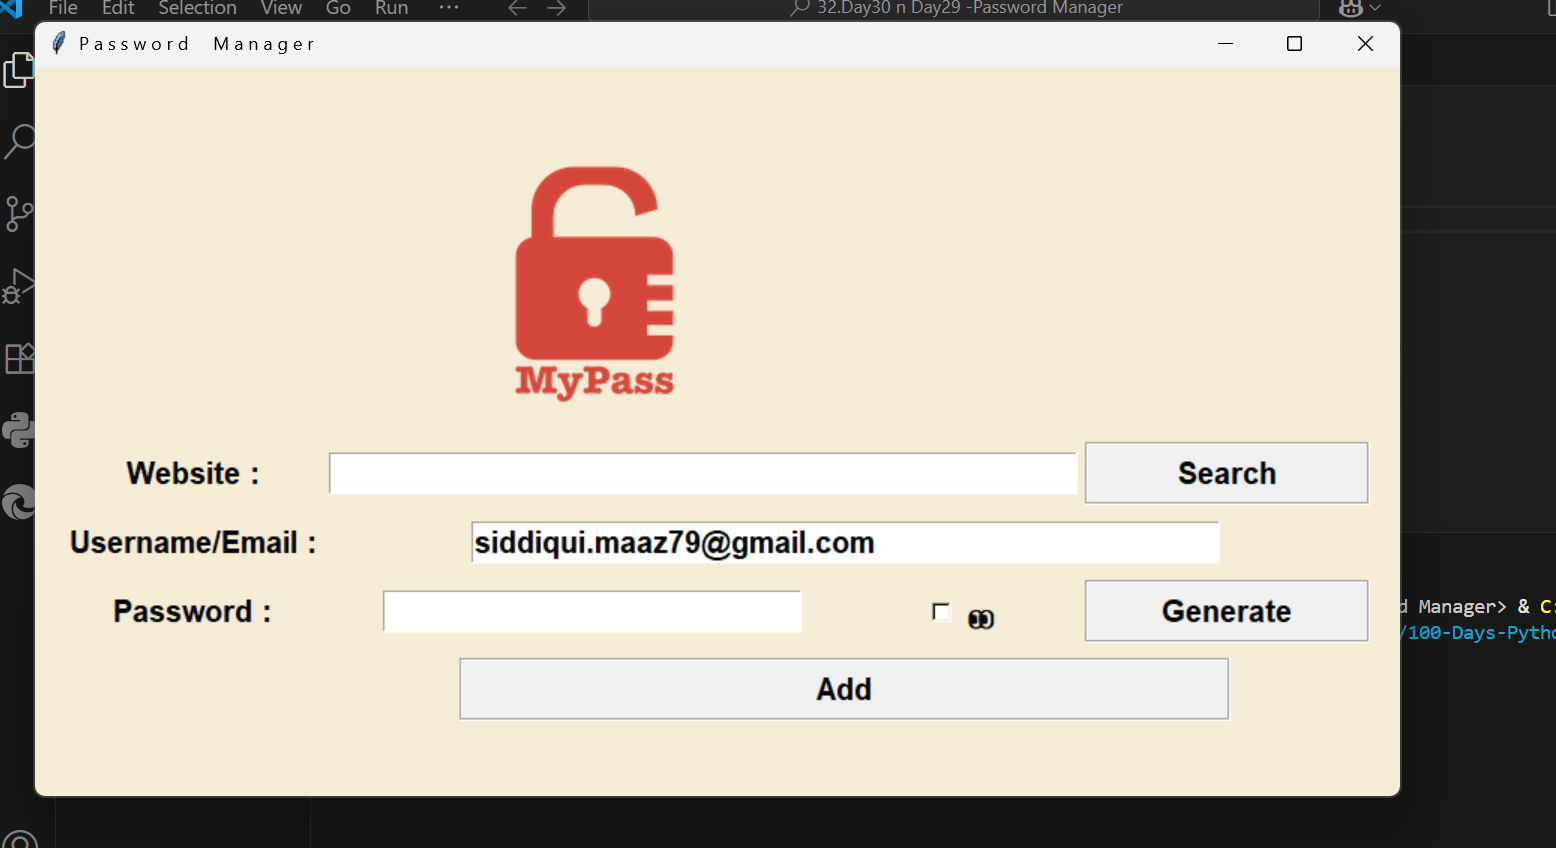 File Edit Selection View Go Run ··· 32.Day30 n Day29 -Password Manager
Password Manager
MyPass
Website :
Search
Username/Email :
siddiqui.maaz79@gmail.com
Password :
Generate
Add
d Manager> & C:
/100-Days-Pytho